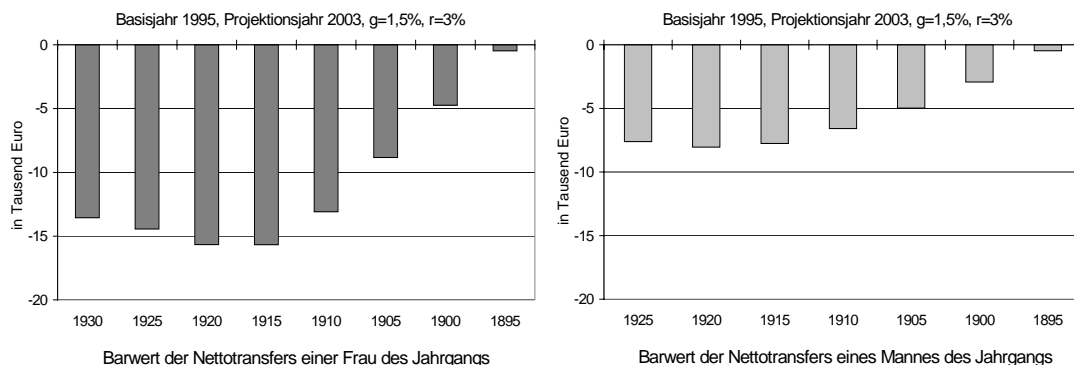 Basisjahr 1995, Projektionsjahr 2003, g=1,5%, r=3%
0
-5
-10
-15
-20
in Tausend Euro
1930 1925 1920 1915 1910 1905 1900 1895
Barwert der Nettotransfers einer Frau des Jahrgangs
Basisjahr 1995, Projektionsjahr 2003, g=1,5%, r=3%
0
-5
-10
-15
-20
in Tausend Euro
1925 1920 1915 1910 1905 1900 1895
Barwert der Nettotransfers eines Mannes des Jahrgangs